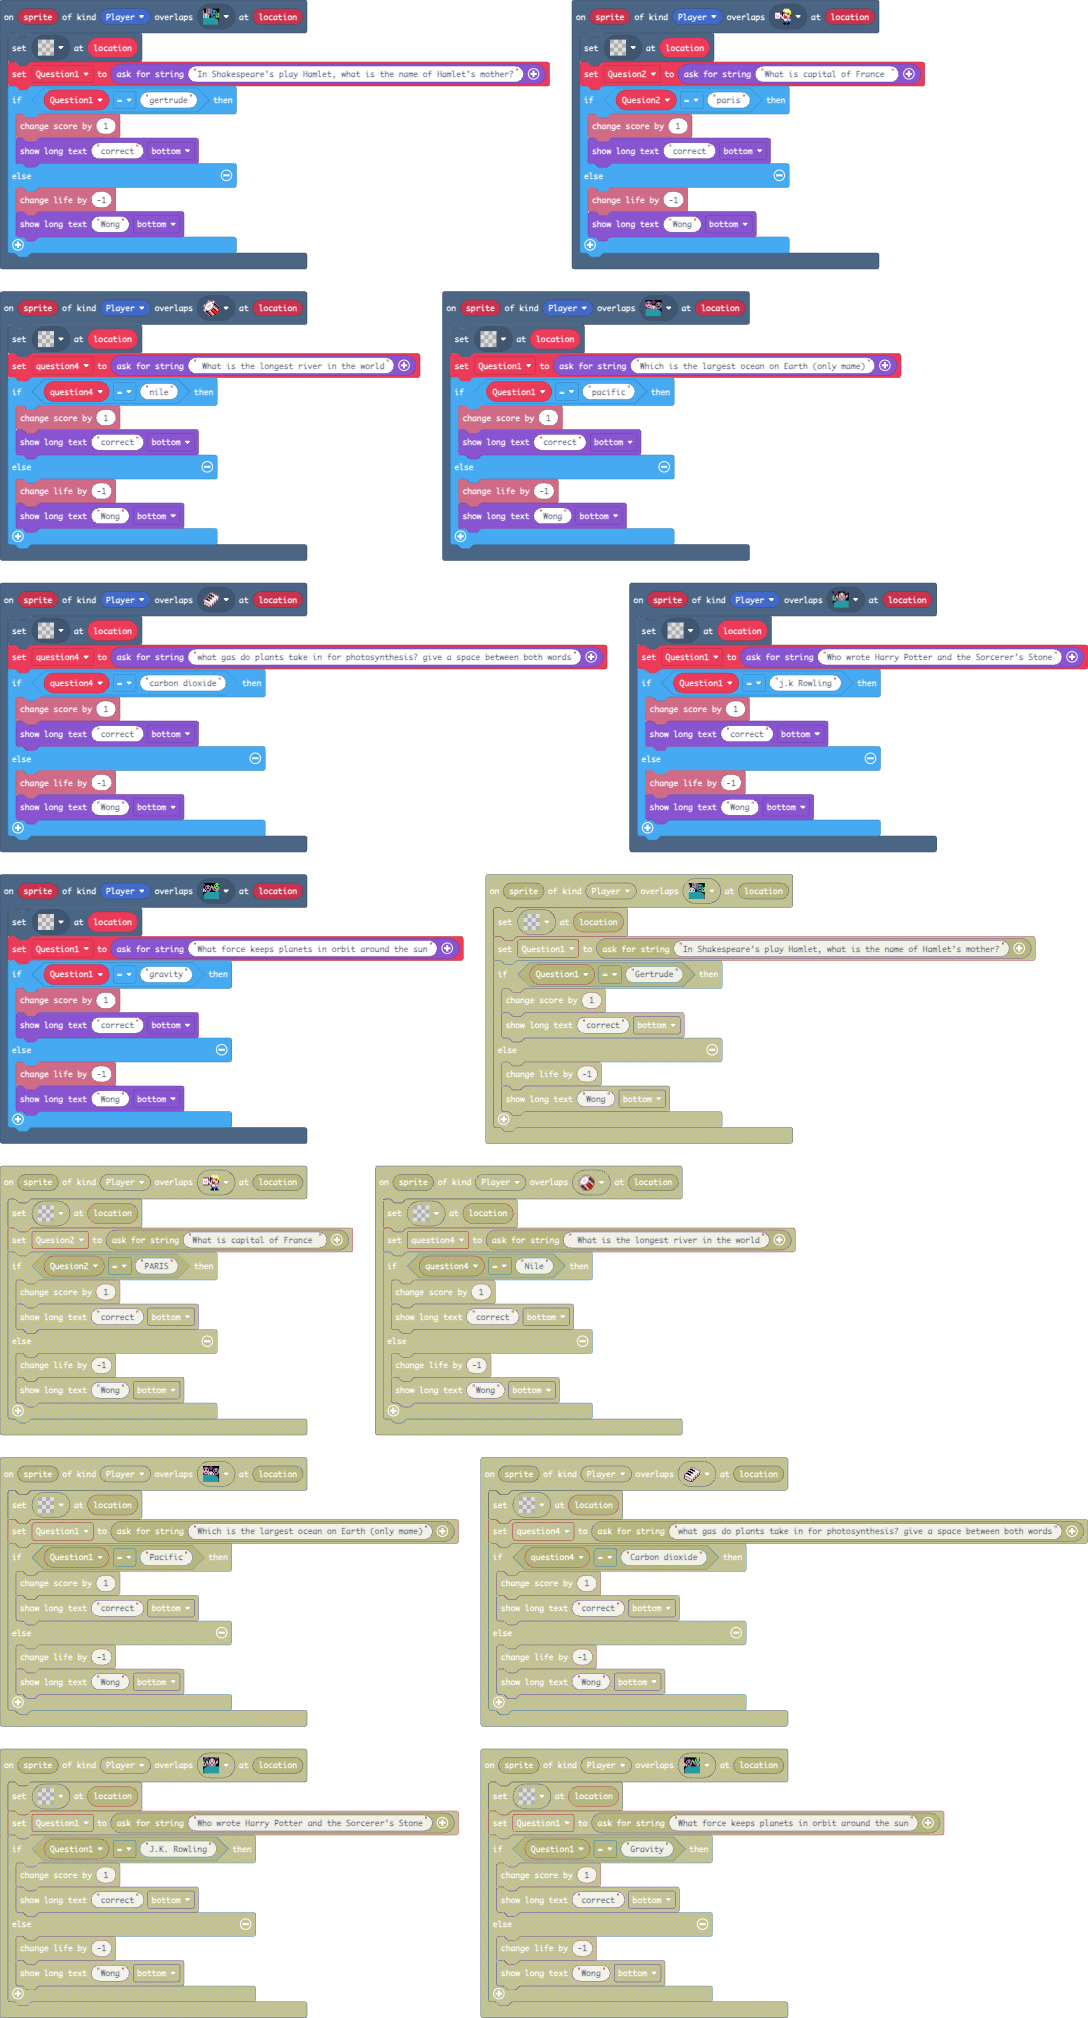 on sprite of kind Player overlaps at location
set at location
set Question1 to ask for string "In Shakespeare's play Hamlet, what is the name of Hamlet's mother?"
if Question1 = "gertrude" then
change score by 1
show long text "correct" bottom
else
change life by -1
show long text "Wong" bottom
on sprite of kind Player overlaps at location
set at location
set Quesion2 to ask for string "What is capital of France "
if Quesion2 = "paris" then
change score by 1
show long text "correct" bottom
else
change life by -1
show long text "Wong" bottom
on sprite of kind Player overlaps at location
set at location
set question4 to ask for string " What is the longest river in the world"
if question4 = "nile" then
change score by 1
show long text "correct" bottom
else
change life by -1
show long text "Wong" bottom
on sprite of kind Player overlaps at location
set at location
set Question1 to ask for string "Which is the largest ocean on Earth (only mame)"
if Question1 = "pacific" then
change score by 1
show long text "correct" bottom
else
change life by -1
show long text "Wong" bottom
on sprite of kind Player overlaps at location
set at location
set question4 to ask for string "what gas do plants take in for photosynthesis? give a space between both words"
if question4 = "carbon dioxide" then
change score by 1
show long text "correct" bottom
else
change life by -1
show long text "Wong" bottom
on sprite of kind Player overlaps at location
set at location
set Question1 to ask for string "Who wrote Harry Potter and the Sorcerer's Stone"
if Question1 = "j.k Rowling" then
change score by 1
show long text "correct" bottom
else
change life by -1
show long text "Wong" bottom
on sprite of kind Player overlaps at location
set at location
set Question1 to ask for string "What force keeps planets in orbit around the sun"
if Question1 = "gravity" then
change score by 1
show long text "correct" bottom
else
change life by -1
show long text "Wong" bottom
on sprite of kind Player overlaps at location
set at location
set Question1 to ask for string "In Shakespeare's play Hamlet, what is the name of Hamlet's mother?"
if Question1 = "Gertrude" then
change score by 1
show long text "correct" bottom
else
change life by -1
show long text "Wong" bottom
on sprite of kind Player overlaps at location
set at location
set Quesion2 to ask for string "What is capital of France "
if Quesion2 = "PARIS" then
change score by 1
show long text "correct" bottom
else
change life by -1
show long text "Wong" bottom
on sprite of kind Player overlaps at location
set at location
set question4 to ask for string " What is the longest river in the world"
if question4 = "Nile" then
change score by 1
show long text "correct" bottom
else
change life by -1
show long text "Wong" bottom
on sprite of kind Player overlaps at location
set at location
set Question1 to ask for string "Which is the largest ocean on Earth (only mame)"
if Question1 = "Pacific" then
change score by 1
show long text "correct" bottom
else
change life by -1
show long text "Wong" bottom
on sprite of kind Player overlaps at location
set at location
set question4 to ask for string "what gas do plants take in for photosynthesis? give a space between both words"
if question4 = "Carbon dioxide" then
change score by 1
show long text "correct" bottom
else
change life by -1
show long text "Wong" bottom
on sprite of kind Player overlaps at location
set at location
set Question1 to ask for string "Who wrote Harry Potter and the Sorcerer's Stone"
if Question1 = "J.K. Rowling" then
change score by 1
show long text "correct" bottom
else
change life by -1
show long text "Wong" bottom
on sprite of kind Player overlaps at location
set at location
set Question1 to ask for string "What force keeps planets in orbit around the sun"
if Question1 = "Gravity" then
change score by 1
show long text "correct" bottom
else
change life by -1
show long text "Wong" bottom